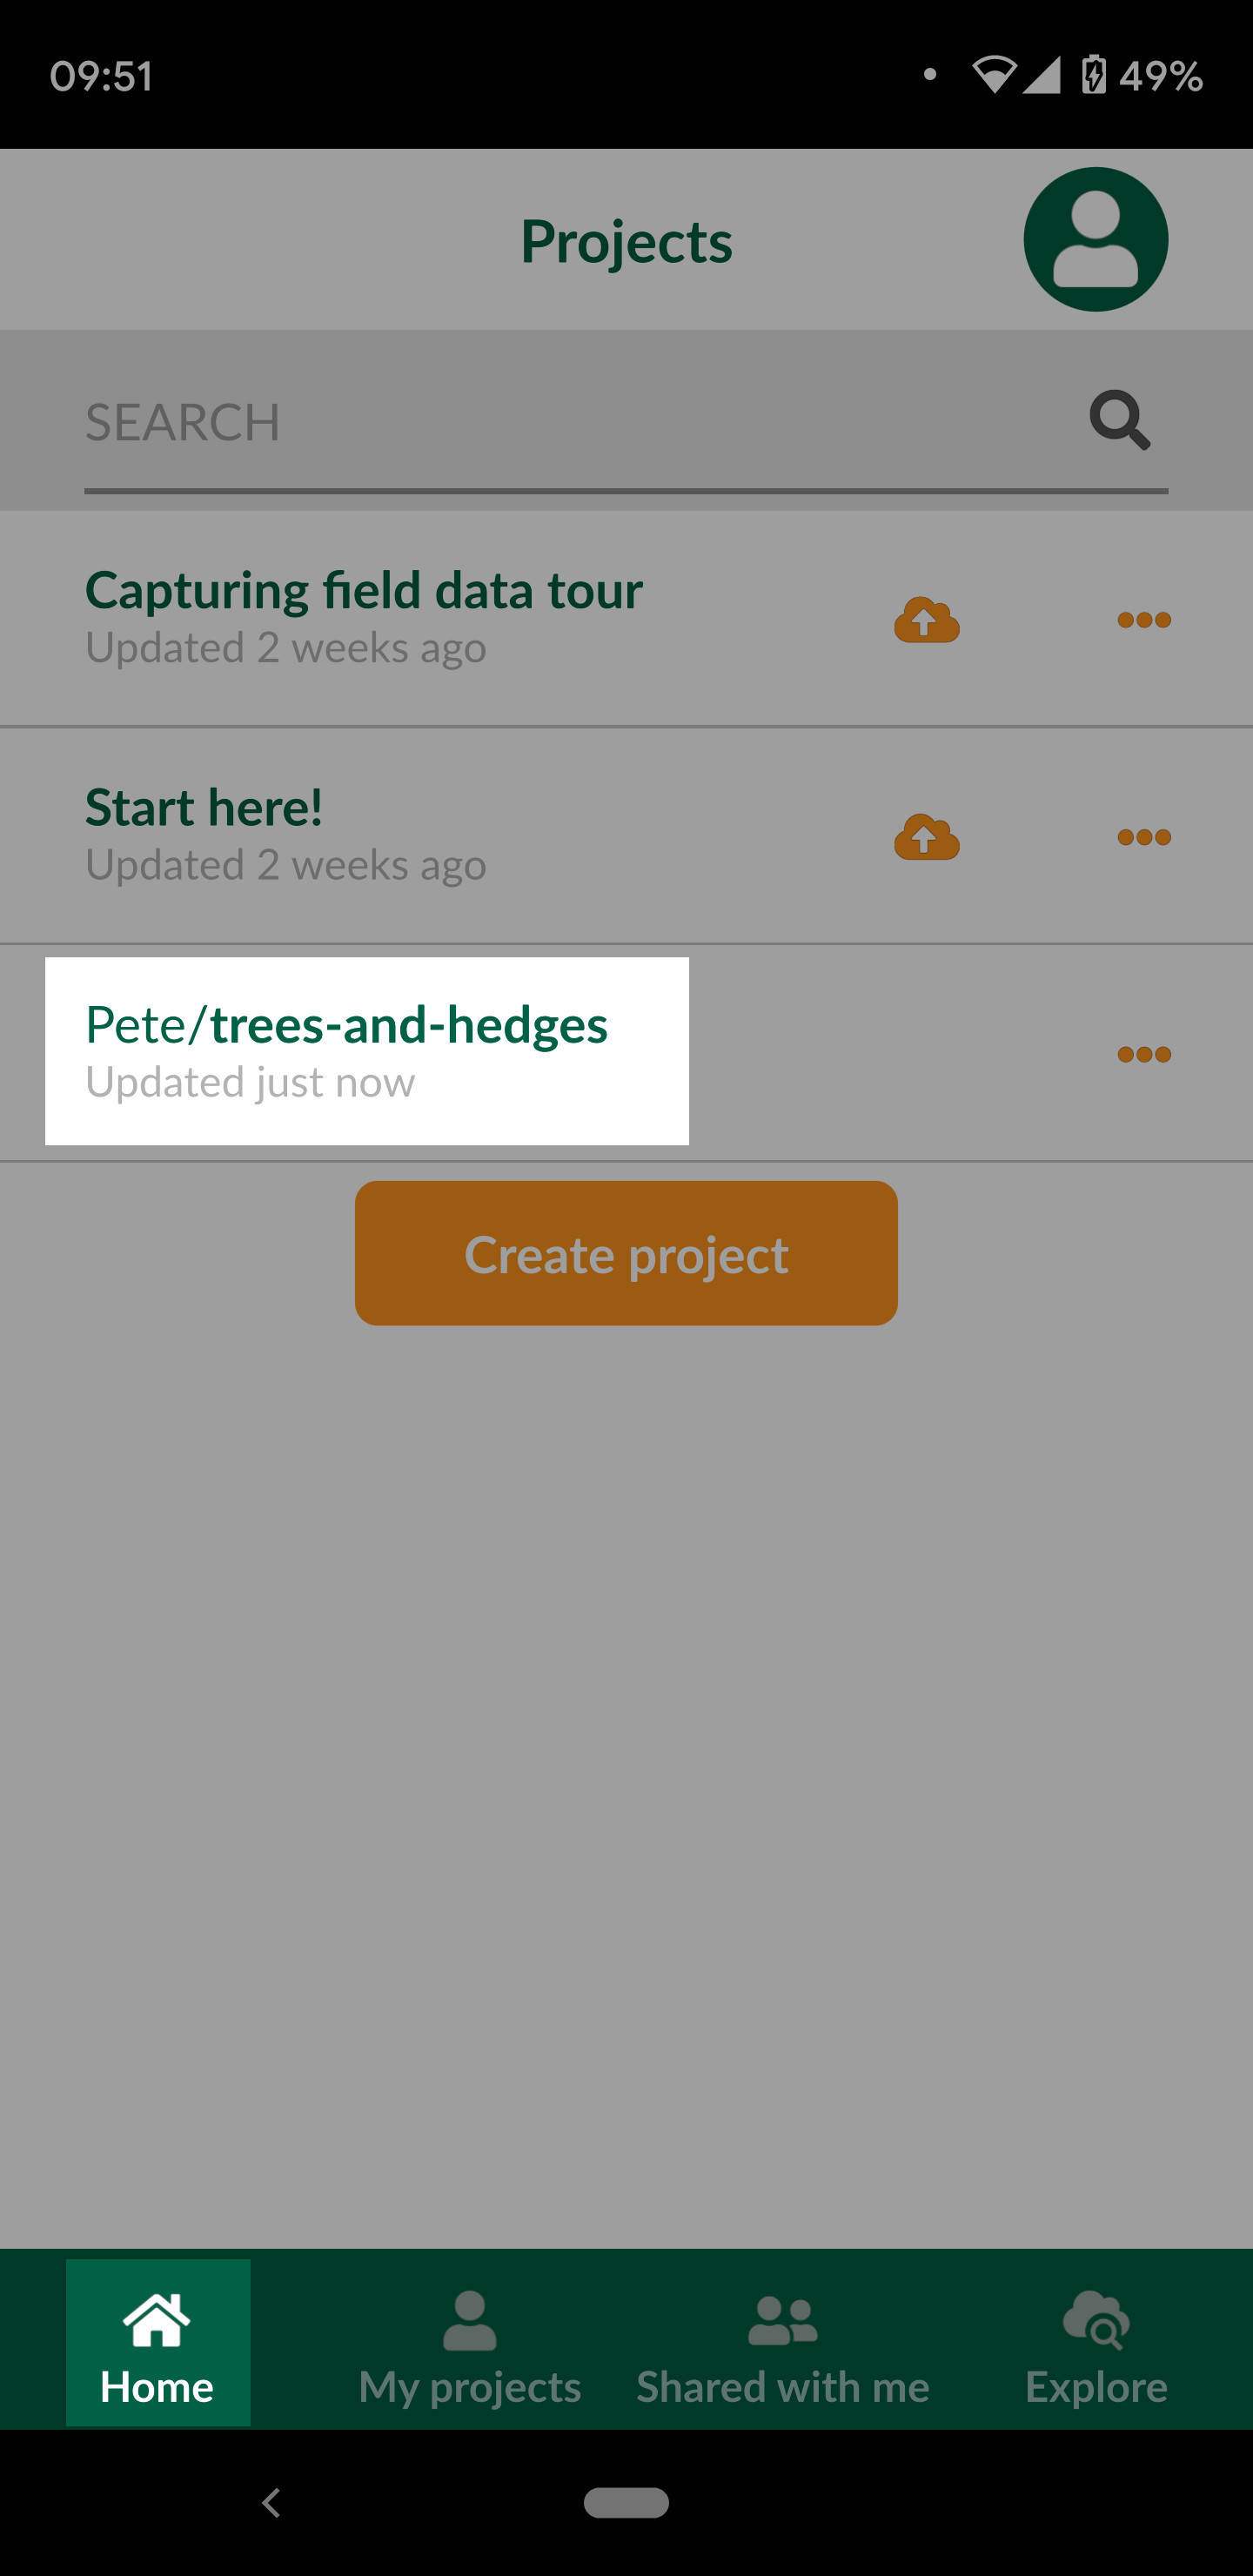 09:51
49%
Projects
SEARCH
Capturing field data tour
Updated 2 weeks ago
Start here!
Updated 2 weeks ago
Pete/trees-and-hedges
Updated just now
Create project
Home
My projects
Shared with me
Explore